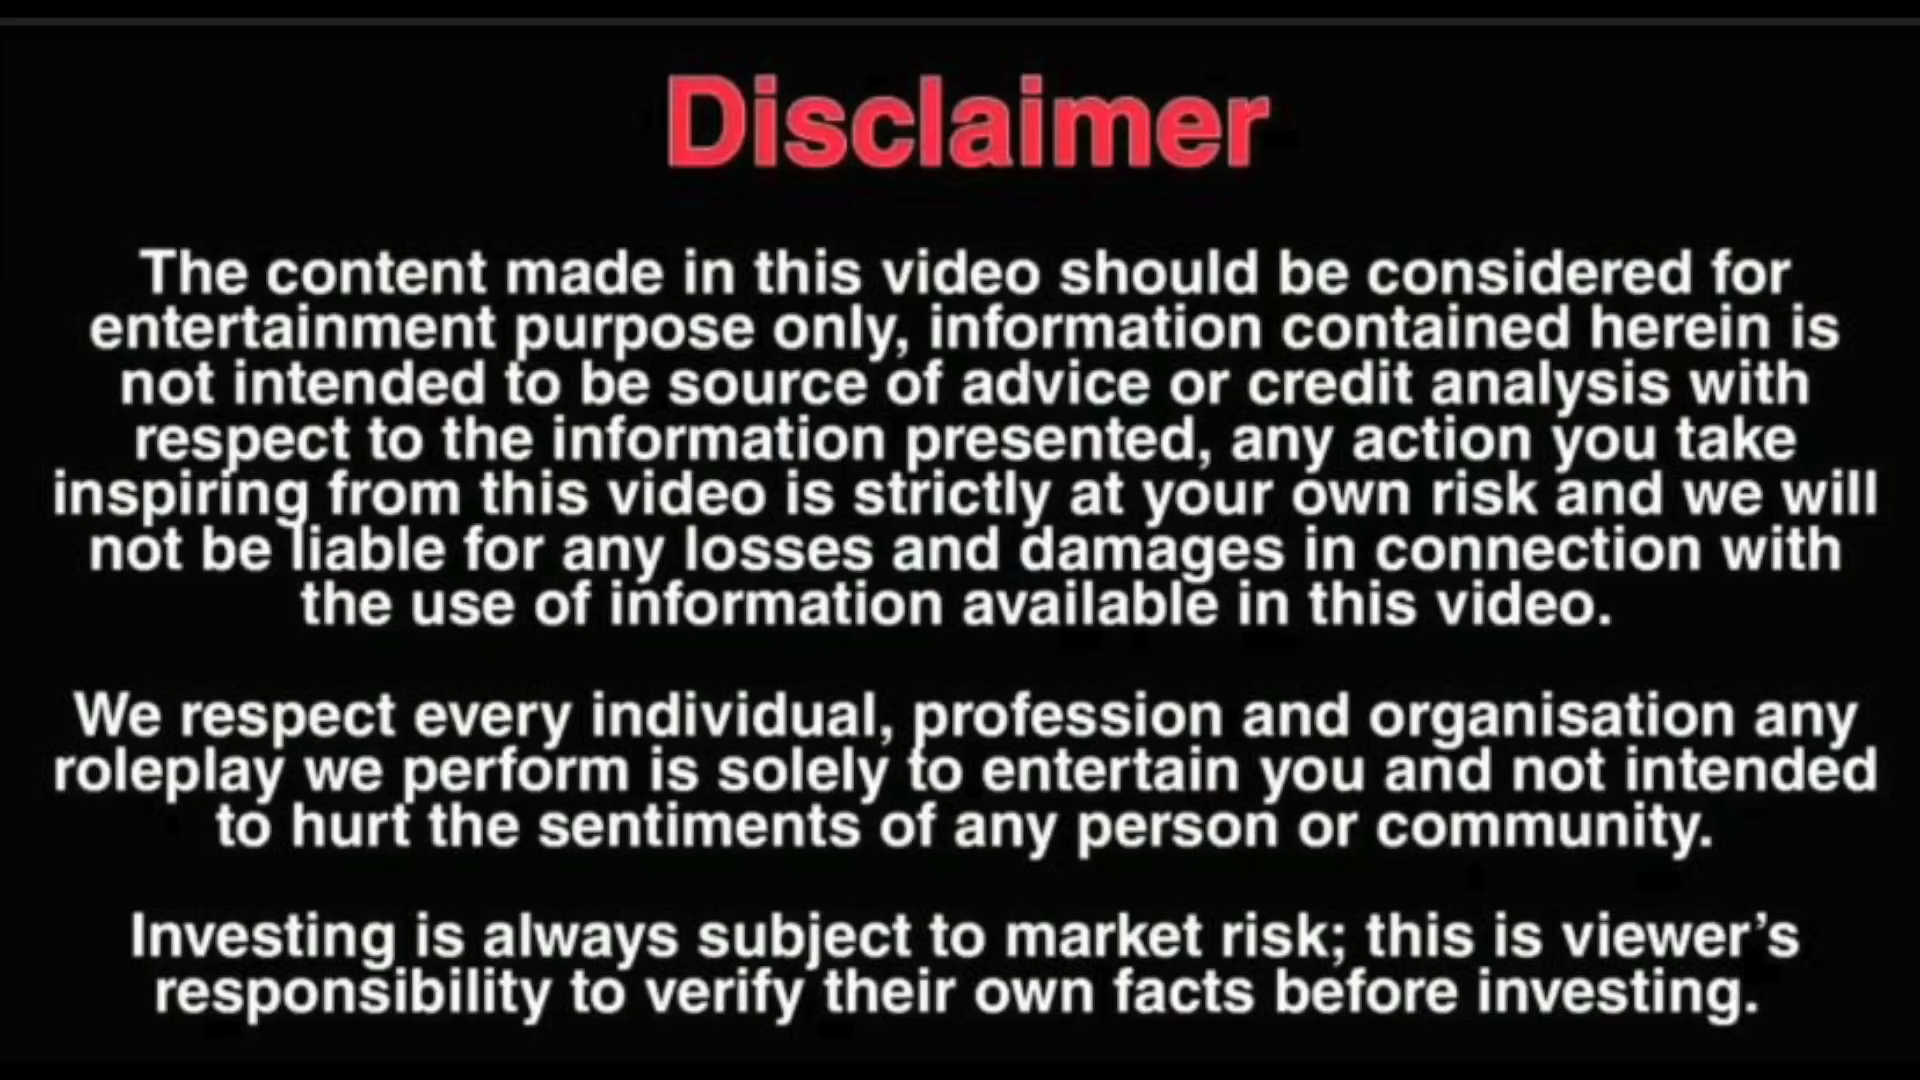 Disclaimer
The content made in this video should be considered for
entertainment purpose only, information contained herein is
not intended to be source of advice or credit analysis with
respect to the information presented, any action you take
inspiring from this video is strictly at your own risk and we will
not be liable for any losses and damages in connection with
the use of information available in this video.
We respect every individual, profession and organisation any
roleplay we perform is solely to entertain you and not intended
to hurt the sentiments of any person or community.
Investing is always subject to market risk; this is viewer’s
responsibility to verify their own facts before investing.